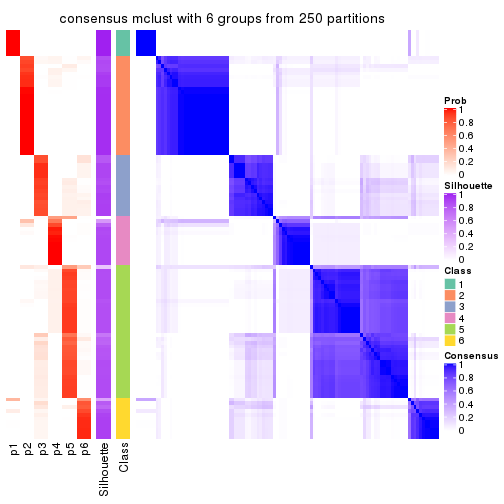 consensus mclust with 6 groups from 250 partitions
Prob
1
0.8
0.6
0.4
0.2
0
Silhouette
1
0.8
0.6
0.4
0.2
0
Class
1
2
3
4
5
6
Consensus
1
0.8
0.6
0.4
0.2
0
p1
p2
p3
p4
p5
p6
Silhouette
Class